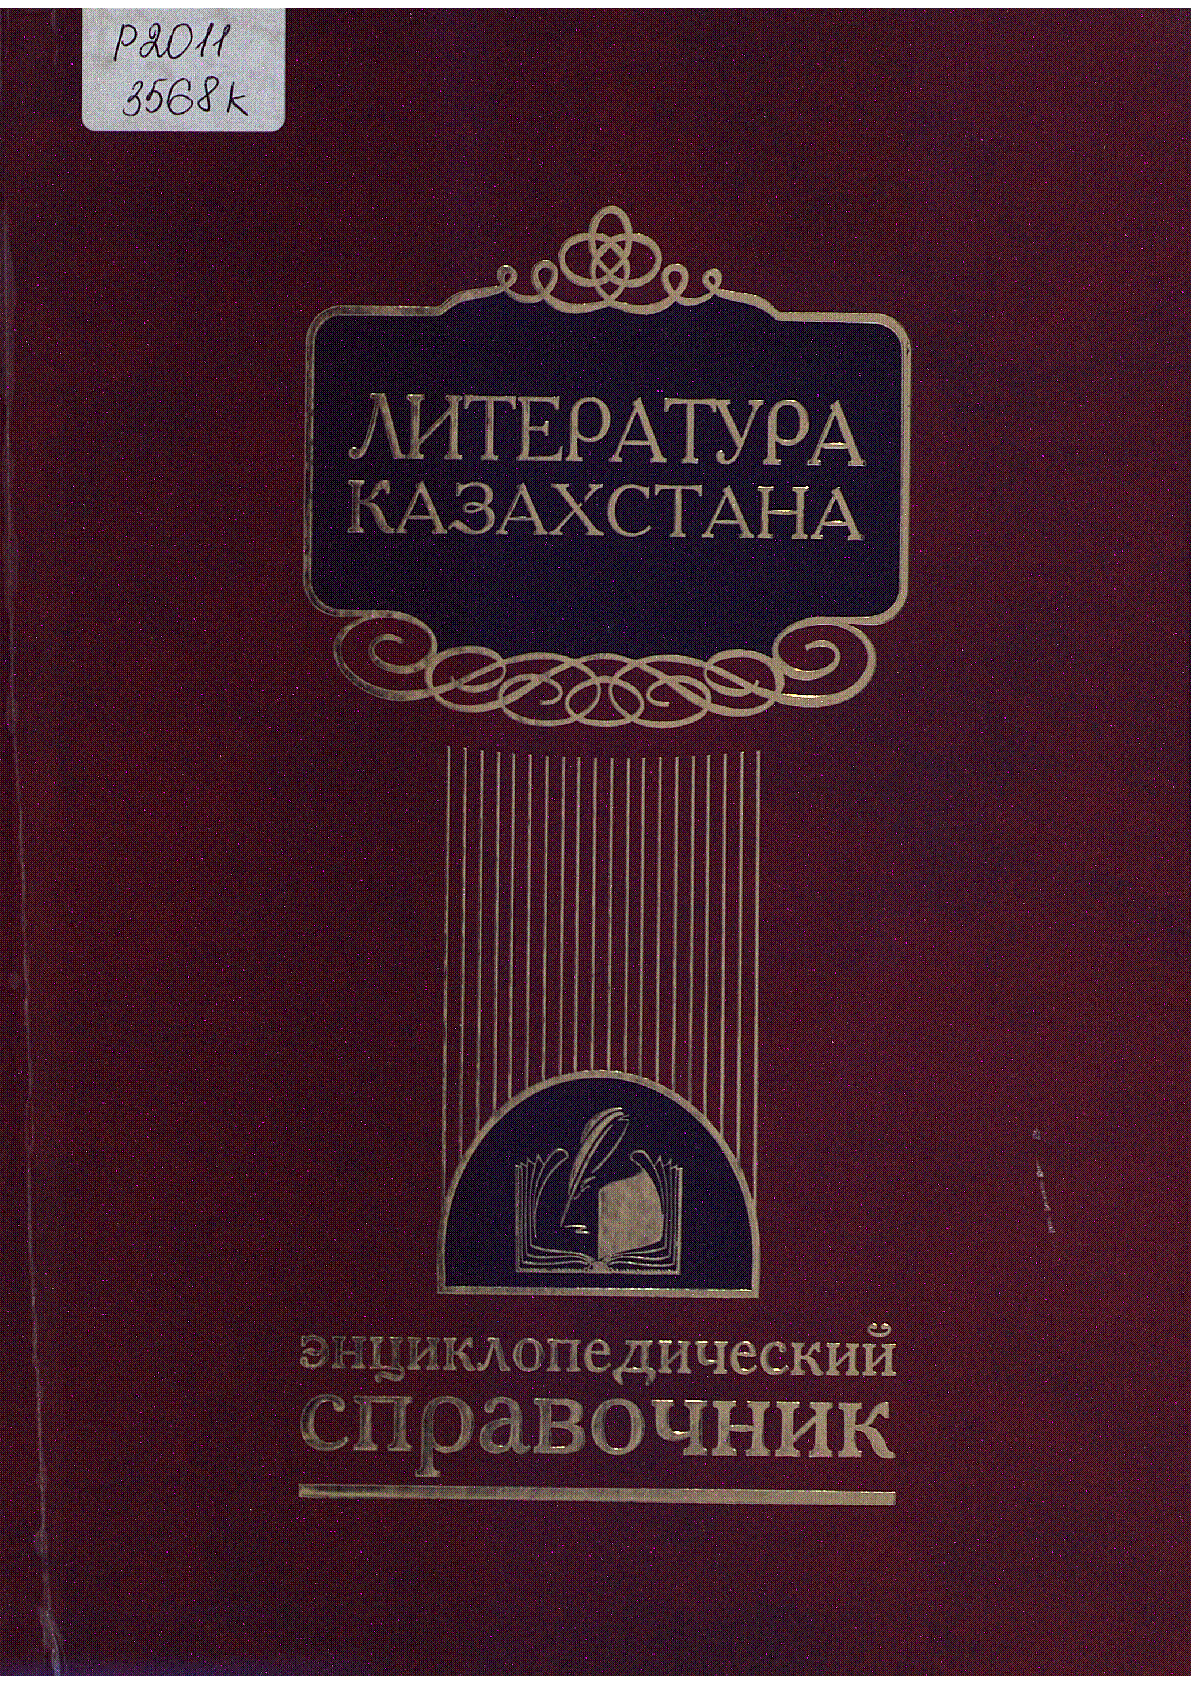 Р2011
3568к
ЛИТЕРАТУРА
КАЗАХСТАНА
энциклопедический
справочник